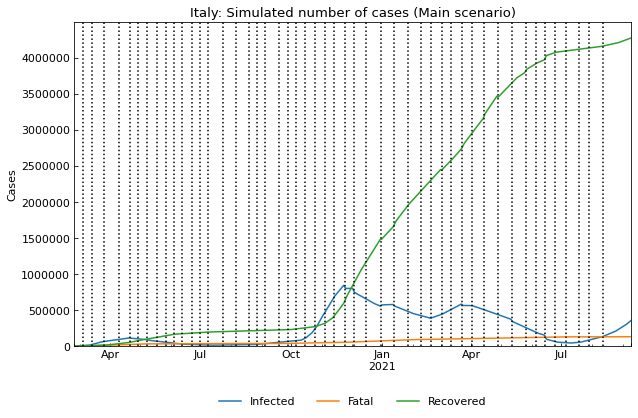 Italy: Simulated number of cases (Main scenario)
4000000
3500000
3000000
2500000
2000000
1500000
1000000
500000
0
Cases
Apr Jul Oct Jan Apr Jul
2021
Infected Fatal Recovered